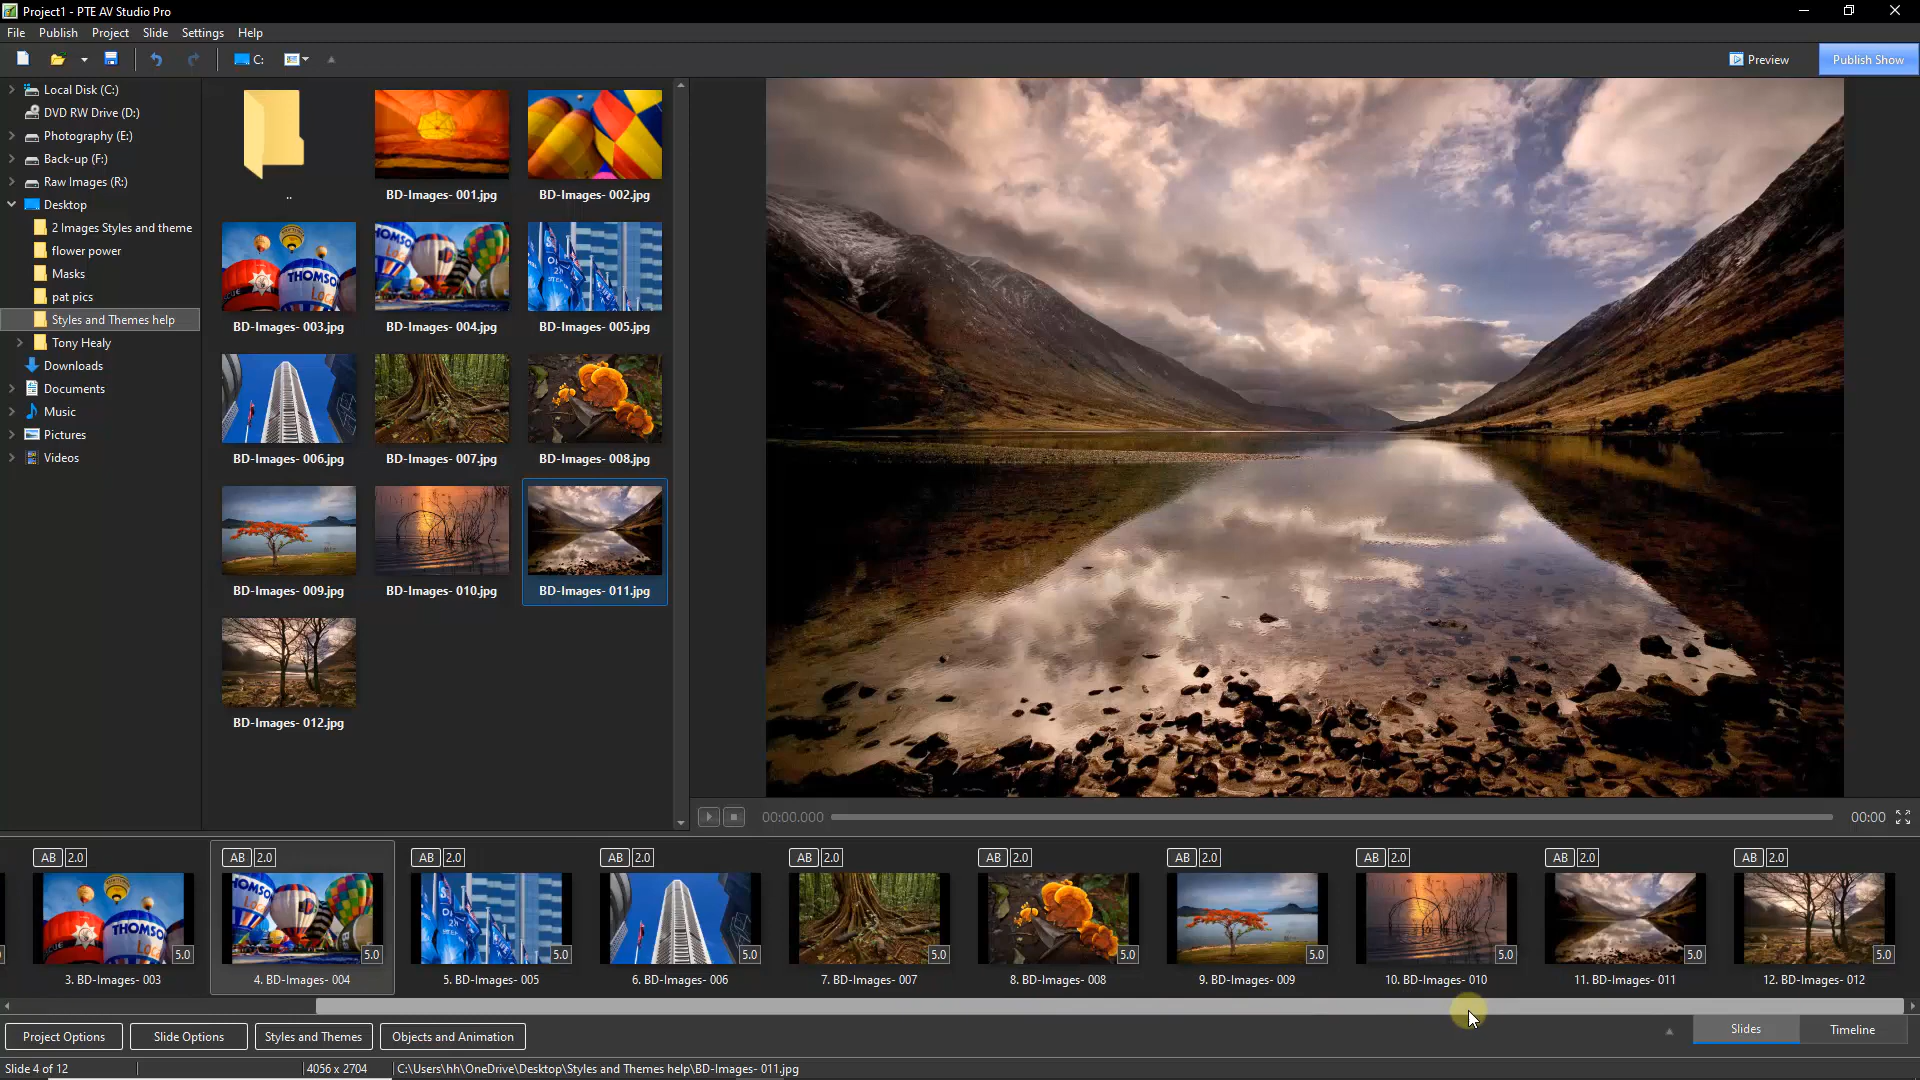 Project1 - PTE AV Studio Pro
File Publish Project Slide Settings Help
C: Preview Publish Show
Local Disk (C:)
DVD RW Drive (D:)
Photography (E:)
Back-up (F:)
Raw Images (R:)
Desktop
2 Images Styles and theme
flower power
Masks
pat pics
Styles and Themes help
Tony Healy
Downloads
Documents
Music
Pictures
Videos
.. BD-Images- 001.jpg BD-Images- 002.jpg
BD-Images- 003.jpg BD-Images- 004.jpg BD-Images- 005.jpg
BD-Images- 006.jpg BD-Images- 007.jpg BD-Images- 008.jpg
BD-Images- 009.jpg BD-Images- 010.jpg BD-Images- 011.jpg
BD-Images- 012.jpg
00:00.000 00:00
AB 2.0 AB 2.0 AB 2.0 AB 2.0 AB 2.0 AB 2.0 AB 2.0 AB 2.0 AB 2.0 AB 2.0
THOMSON
5.0 5.0 5.0 5.0 5.0 5.0 5.0 5.0 5.0 5.0
3. BD-Images- 003 4. BD-Images- 004 5. BD-Images- 005 6. BD-Images- 006 7. BD-Images- 007 8. BD-Images- 008 9. BD-Images- 009 10. BD-Images- 010 11. BD-Images- 011 12. BD-Images- 012
Project Options Slide Options Styles and Themes Objects and Animation Slides Timeline
Slide 4 of 12 4056 x 2704 C:\Users\hh\OneDrive\Desktop\Styles and Themes help\BD-Images- 011.jpg